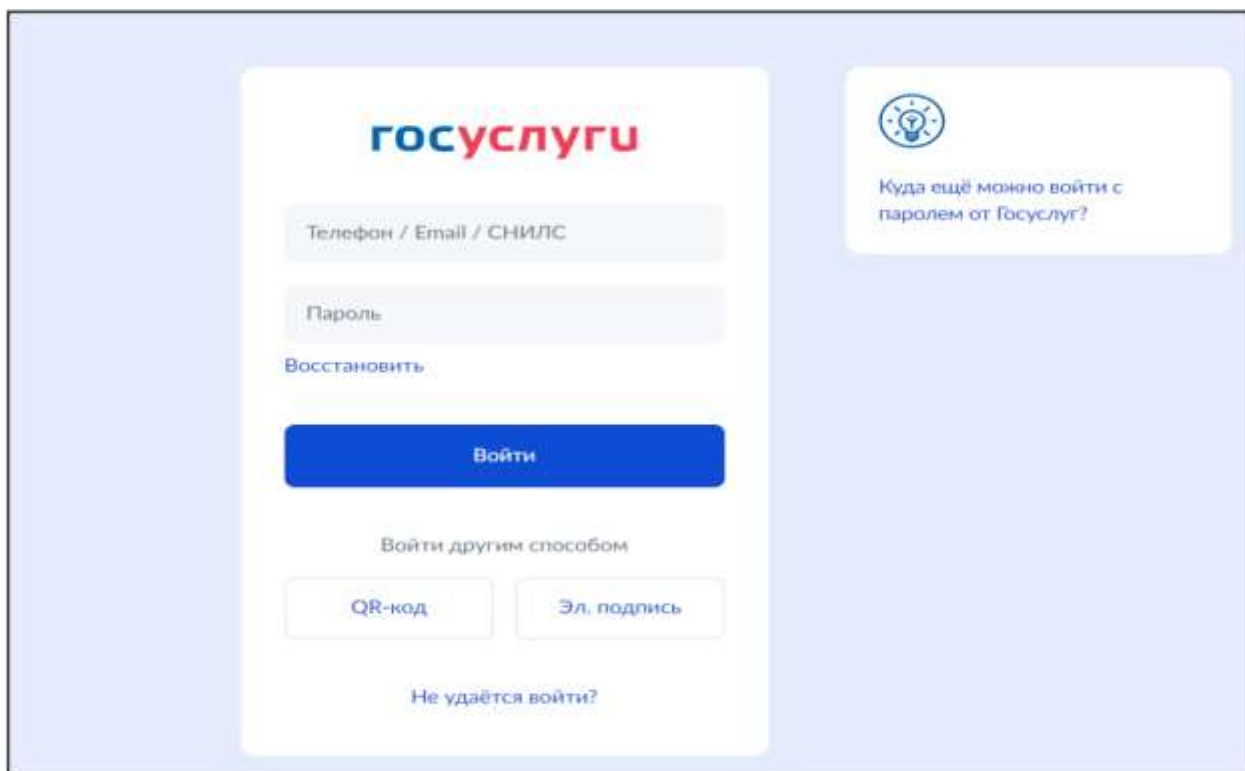 госуслуги
Телефон / Email / СНИЛС
Пароль
Восстановить
Войти
Войти другим способом
QR-код
Эл. подпись
Не удаётся войти?
Куда ещё можно войти с
паролем от Госуслуг?